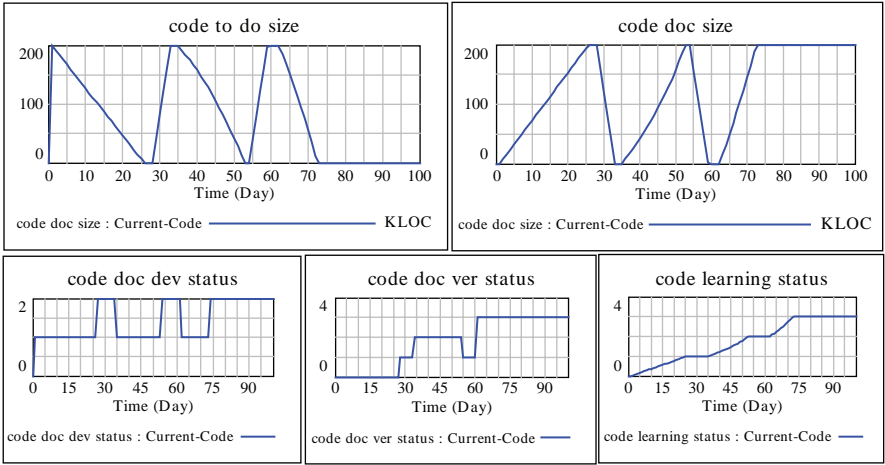 code to do size
200
100
0
0 10 20 30 40 50 60 70 80 90 100
Time (Day)
code doc size : Current-Code KLOC
code doc size
200
100
0
0 10 20 30 40 50 60 70 80 90 100
Time (Day)
code doc size : Current-Code KLOC
code doc dev status
2
0
0 15 30 45 60 75 90
Time (Day)
code doc dev status : Current-Code
code doc ver status
4
0
0 15 30 45 60 75 90
Time (Day)
code doc ver status : Current-Code
code learning status
4
0
0 15 30 45 60 75 90
Time (Day)
code learning status : Current-Code